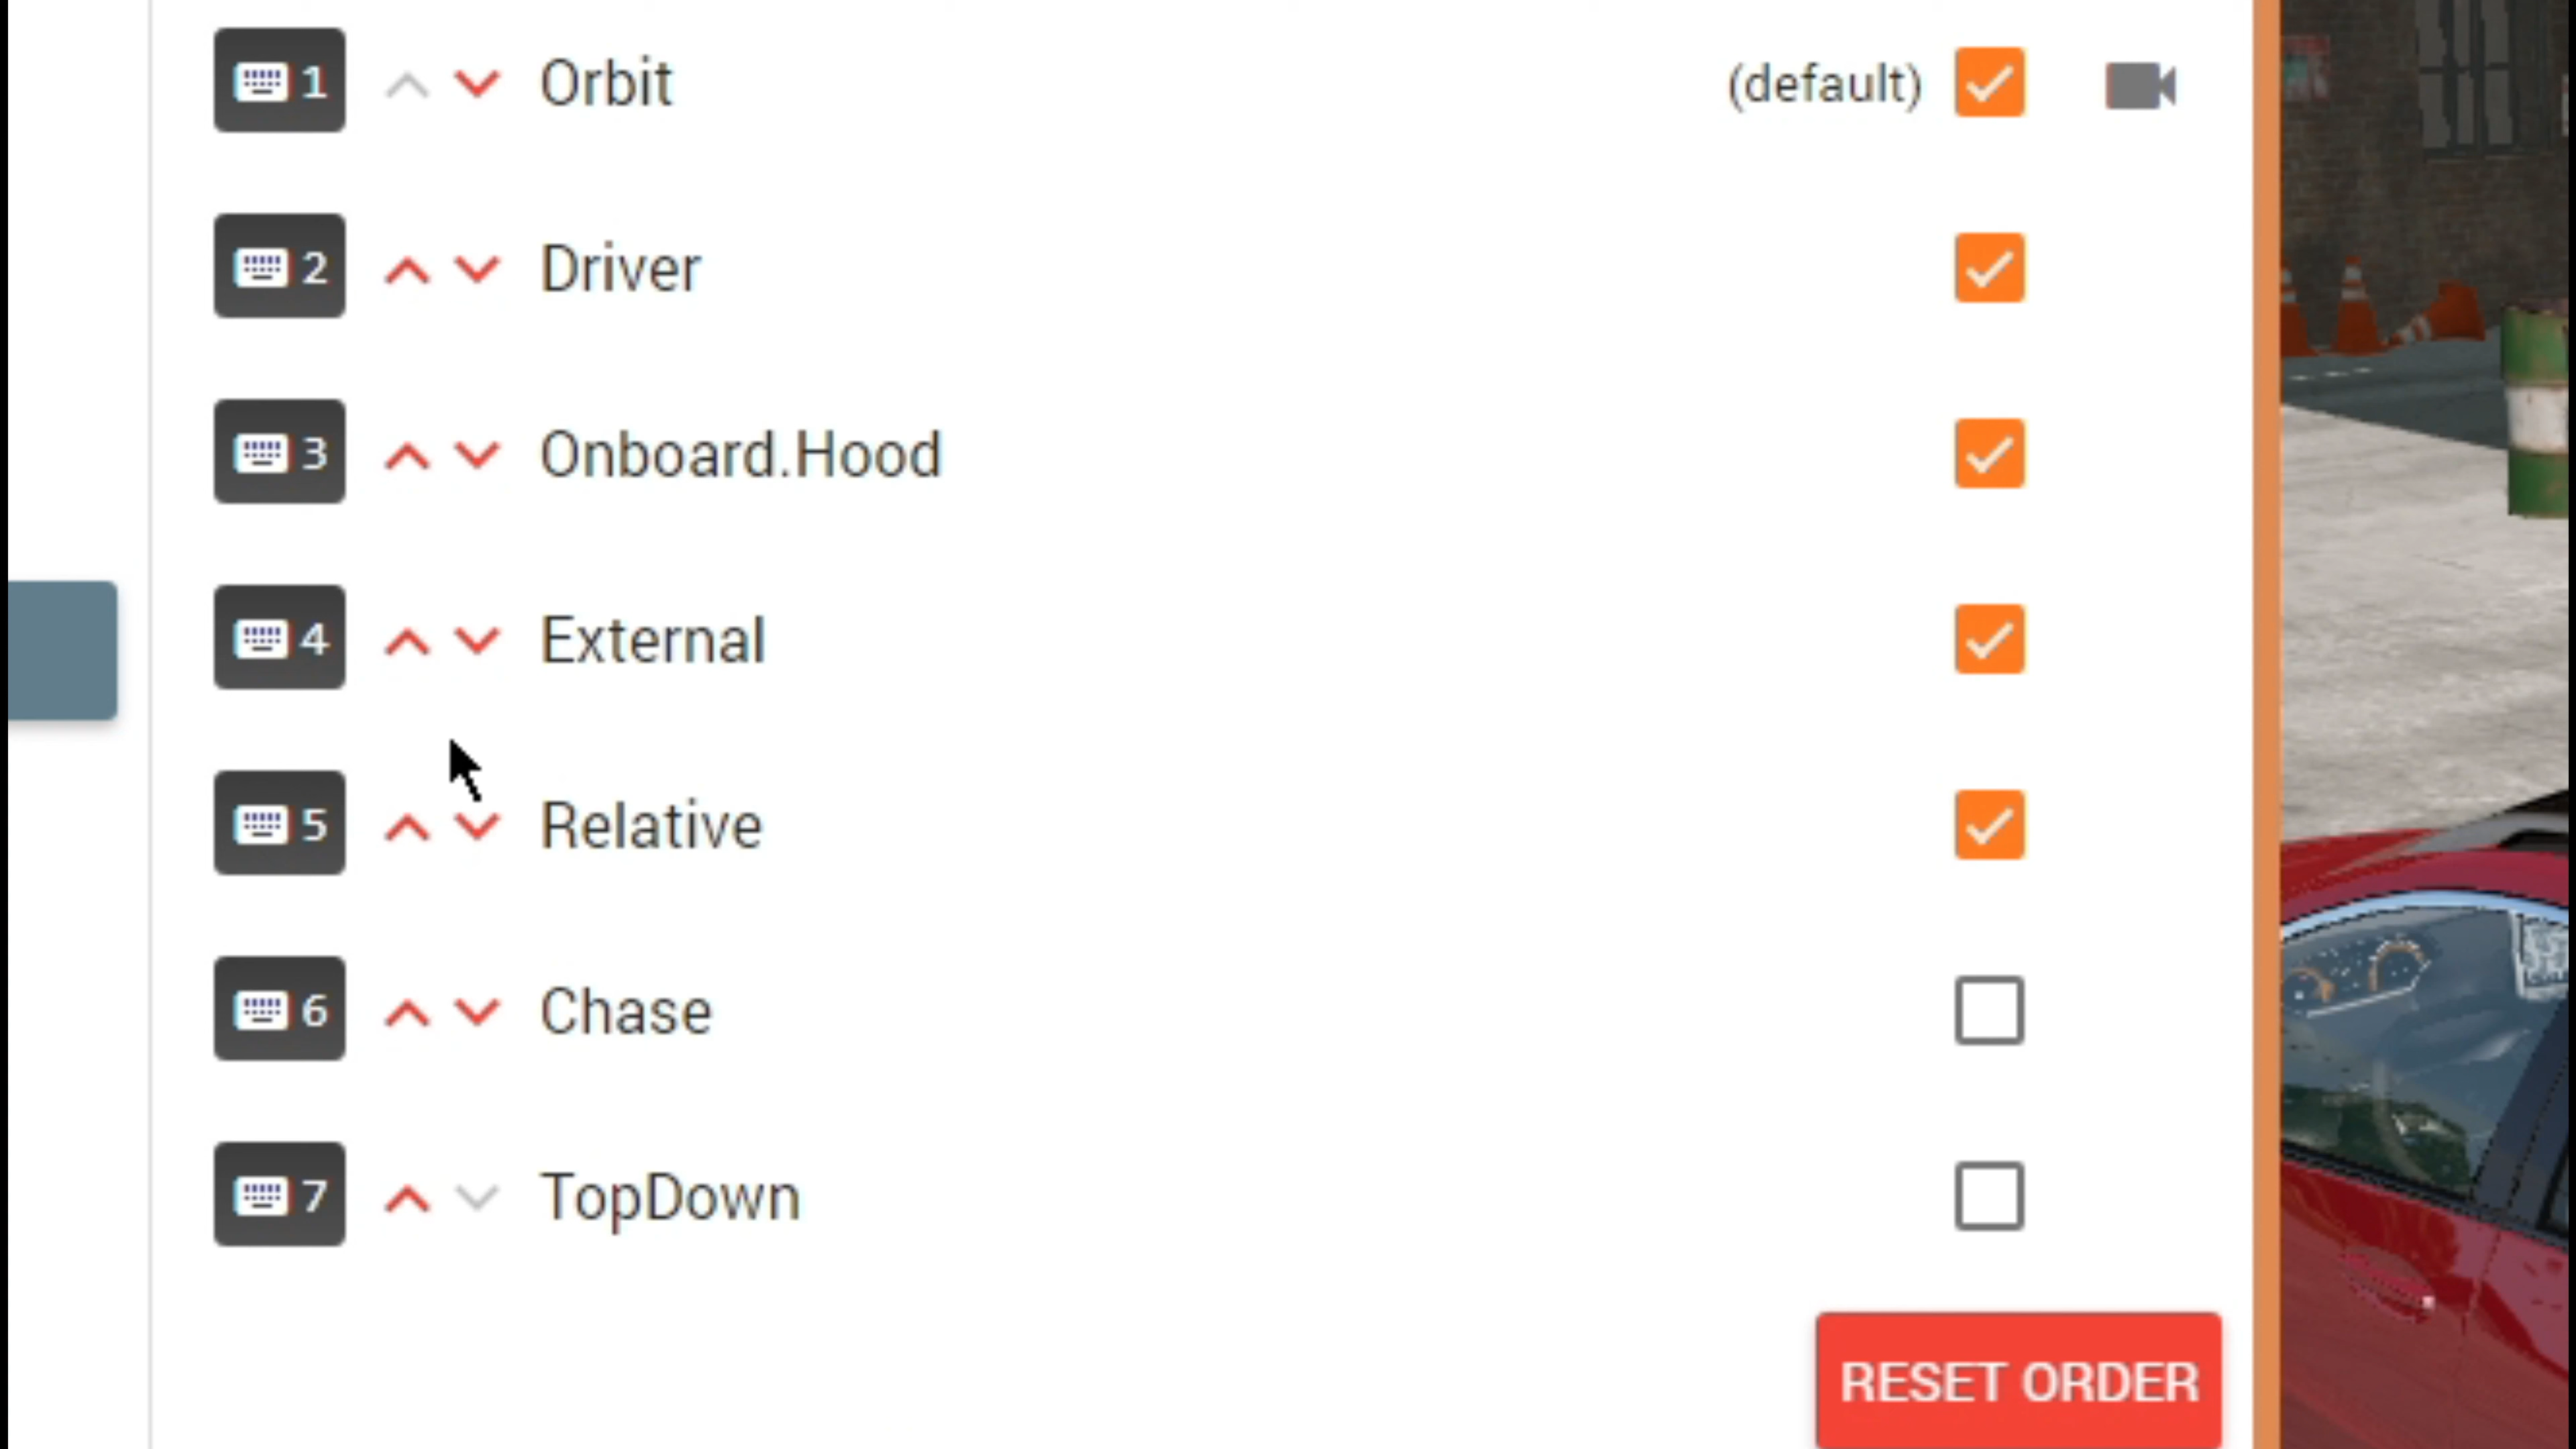 1 Orbit (default)
2 Driver
3 Onboard.Hood
4 External
5 Relative
6 Chase
7 TopDown
RESET ORDER